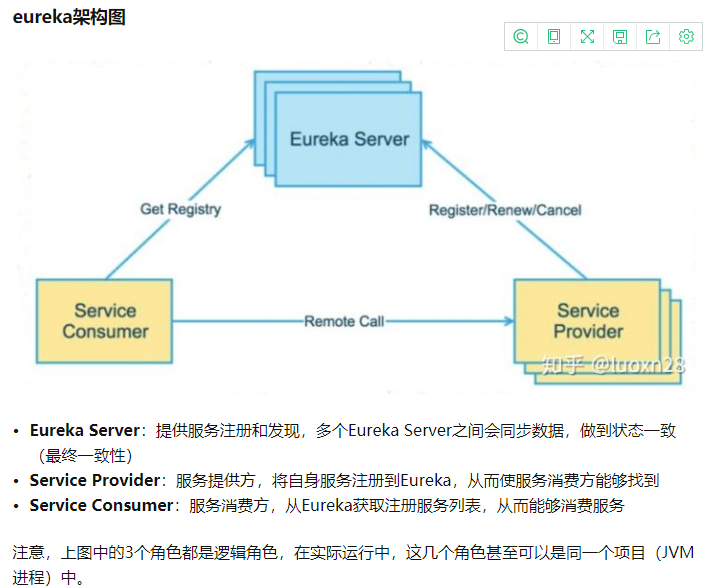 eureka架构图
Eureka Server
Get Registry
Register/Renew/Cancel
Service
Consumer
Remote Call
Service
Provider
知乎 @luoxn28
• Eureka Server：提供服务注册和发现，多个Eureka Server之间会同步数据，做到状态一致
（最终一致性）
• Service Provider：服务提供方，将自身服务注册到Eureka，从而使服务消费方能够找到
• Service Consumer：服务消费方，从Eureka获取注册服务列表，从而能够消费服务
注意，上图中的3个角色都是逻辑角色，在实际运行中，这几个角色甚至可以是同一个项目（JVM
进程）中。